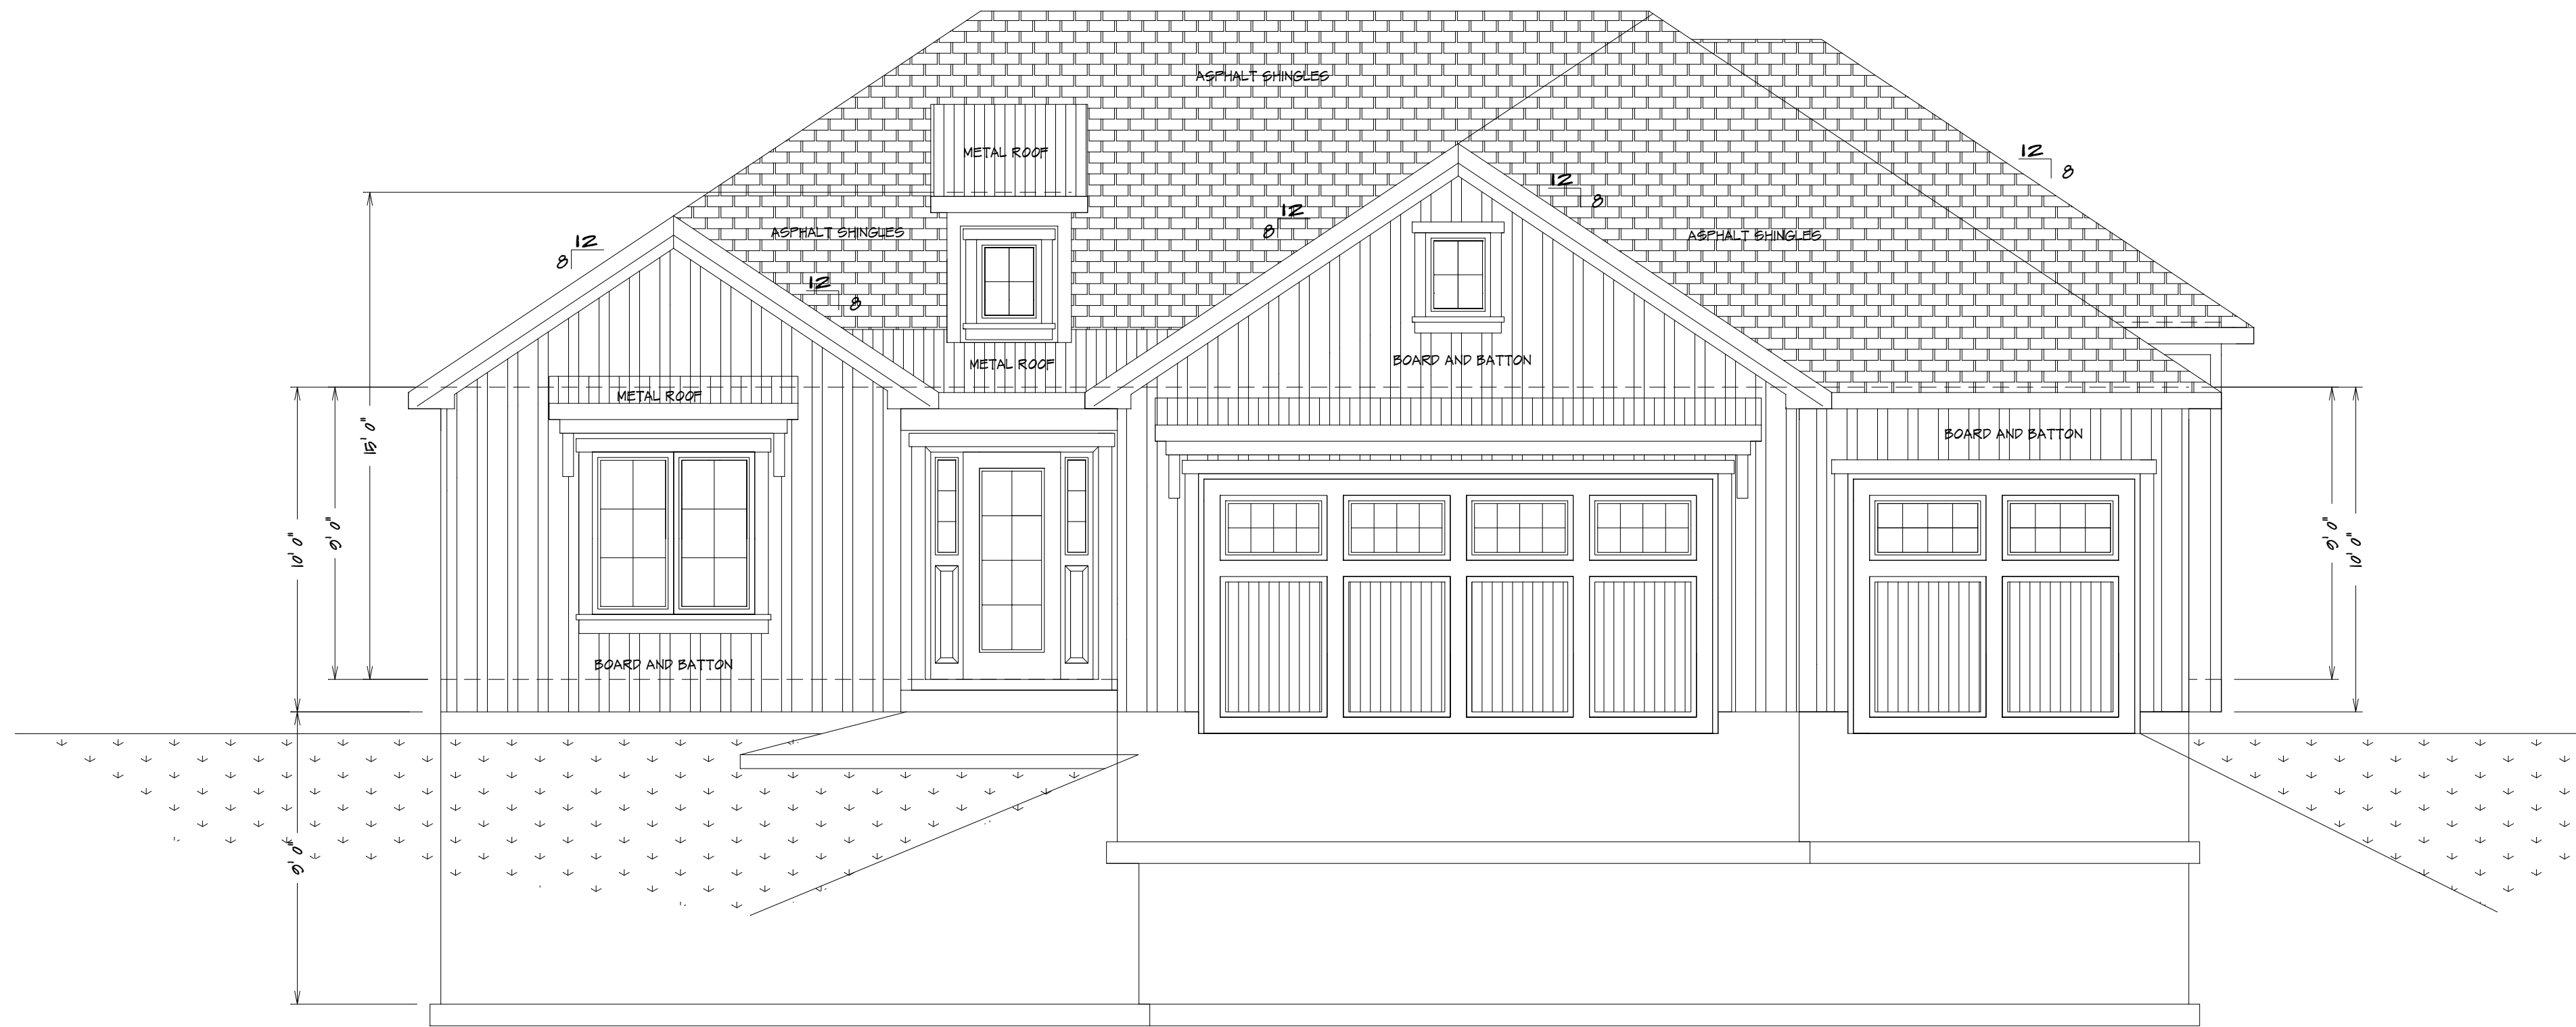 ASPHALT SHINGLES
METAL ROOF
12
8
12
8
12
8
ASPHALT SHINGLES
ASPHALT SHINGLES
12
8
12
8
METAL ROOF
BOARD AND BATTON
METAL ROOF
BOARD AND BATTON
15' 0"
10' 0"
9' 0"
9' 0"
10' 0"
BOARD AND BATTON
9' 0"